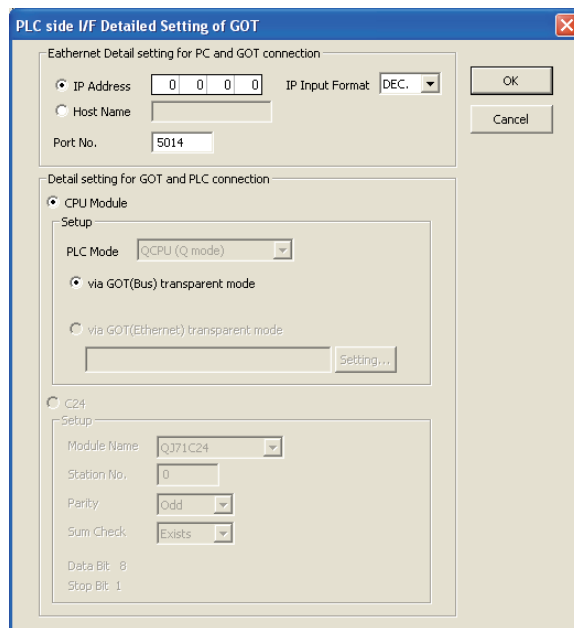 PLC side I/F Detailed Setting of GOT
Eathernet Detail setting for PC and GOT connection
IP Address 0 0 0 0 IP Input Format DEC.
Host Name
Port No. 5014
OK
Cancel
Detail setting for GOT and PLC connection
CPU Module
Setup
PLC Mode QCPU (Q mode)
via GOT(Bus) transparent mode
via GOT(Ethernet) transparent mode
Setting...
C24
Setup
Module Name QJ71C24
Station No. 0
Parity Odd
Sum Check Exists
Data Bit 8
Stop Bit 1